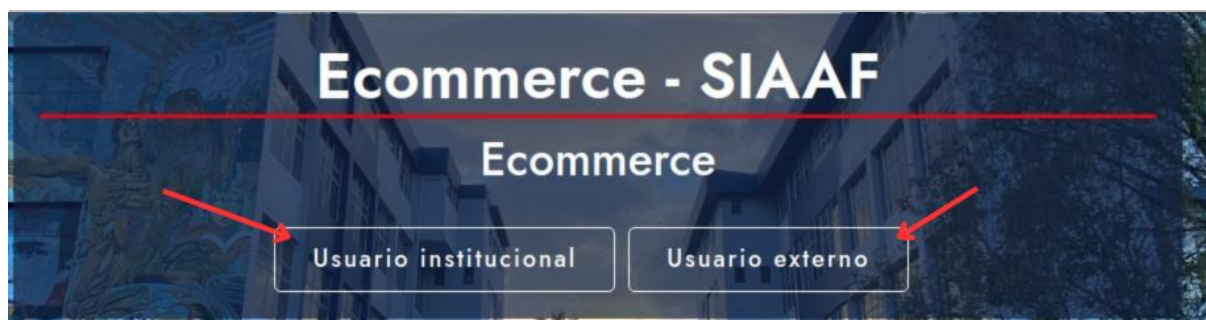 Ecommerce - SIAAF
Ecommerce
Usuario institucional
Usuario externo